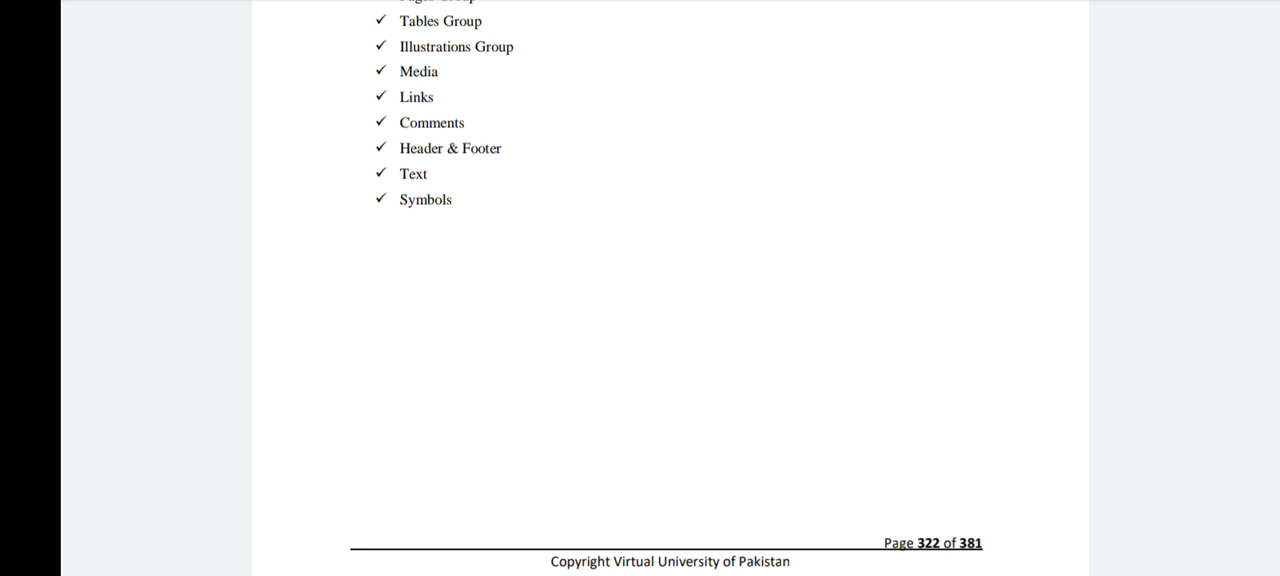 ✓ Tables Group
✓ Illustrations Group
✓ Media
✓ Links
✓ Comments
✓ Header & Footer
✓ Text
✓ Symbols
Page 322 of 381
Copyright Virtual University of Pakistan